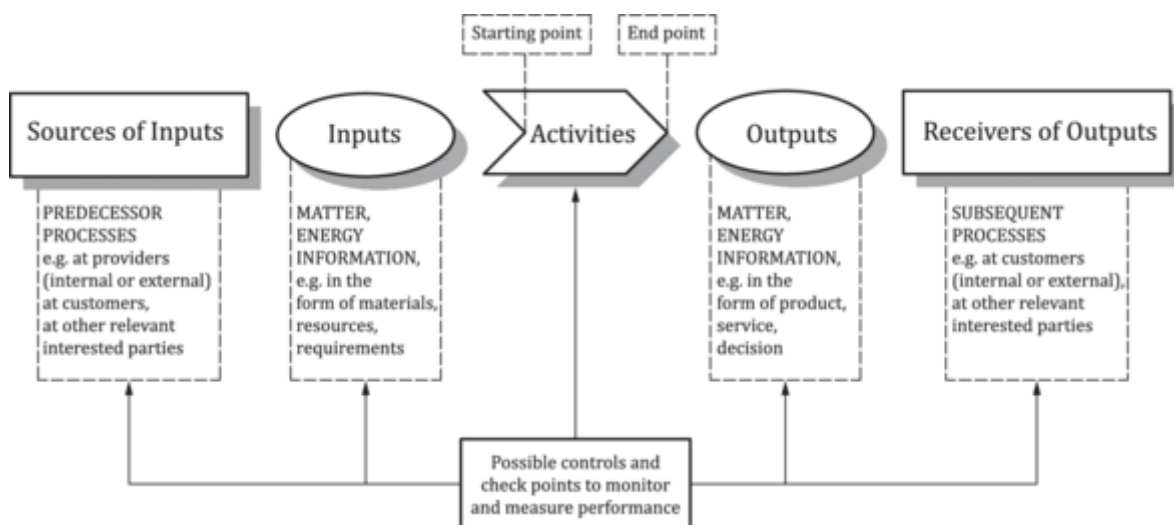 Starting point
End point
Sources of Inputs
Inputs
Activities
Outputs
Receivers of Outputs
PREDECESSOR
PROCESSES
e.g. at providers
(internal or external)
at customers,
at other relevant
interested parties
MATTER,
ENERGY
INFORMATION,
e.g. in the
form of materials,
resources,
requirements
MATTER,
ENERGY
INFORMATION,
e.g. in the
form of product,
service,
decision
SUBSEQUENT
PROCESSES
e.g. at customers
(internal or external),
at other relevant
interested parties
Possible controls and
check points to monitor
and measure performance